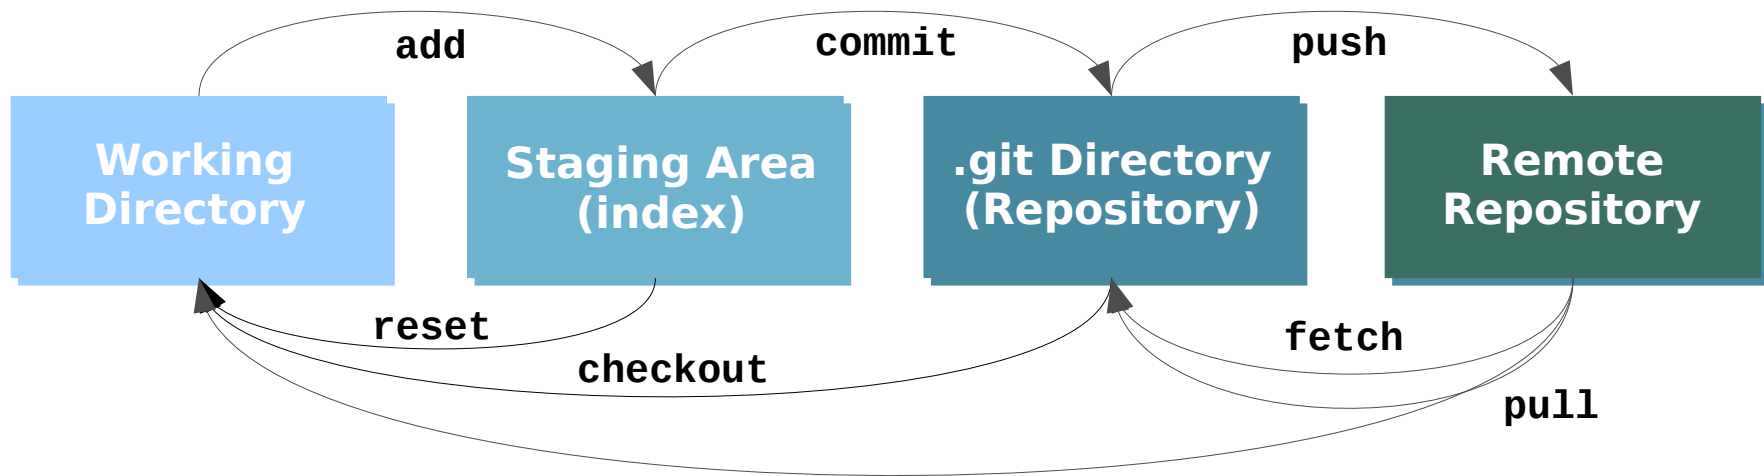 add
commit
push
Working
Directory
Staging Area
(index)
.git Directory
(Repository)
Remote
Repository
reset
checkout
fetch
pull